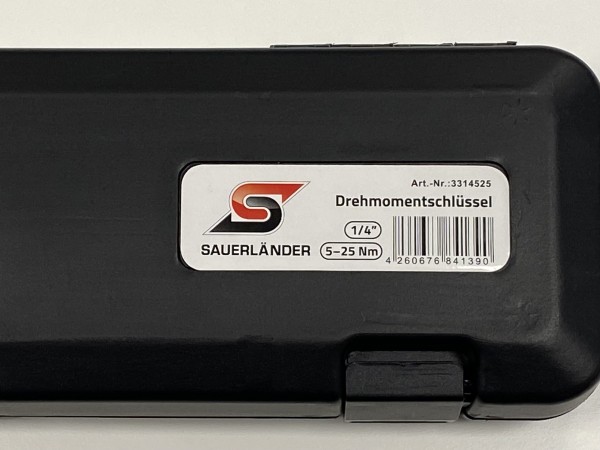 Art.-Nr.:3314525
Drehmomentschlüssel
S
SAUERLÄNDER
1/4"
5–25 Nm
4 260676 841390